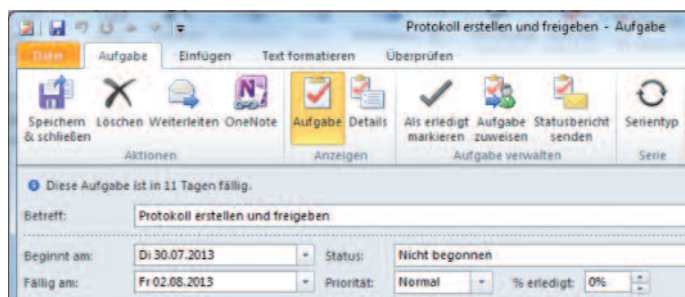 Protokoll erstellen und freigeben - Aufgabe
Datei Aufgabe Einfügen Text formatieren Überprüfen
Speichern & schließen Löschen Weiterleiten OneNote Aufgabe Details Als erledigt markieren Aufgabe zuweisen Statusbericht senden Serientyp
Aktionen Anzeigen Aufgabe verwalten Serie
Diese Aufgabe ist in 11 Tagen fällig.
Betreff: Protokoll erstellen und freigeben
Beginnt am: Di 30.07.2013 Status: Nicht begonnen
Fällig am: Fr 02.08.2013 Priorität: Normal % erledigt: 0%